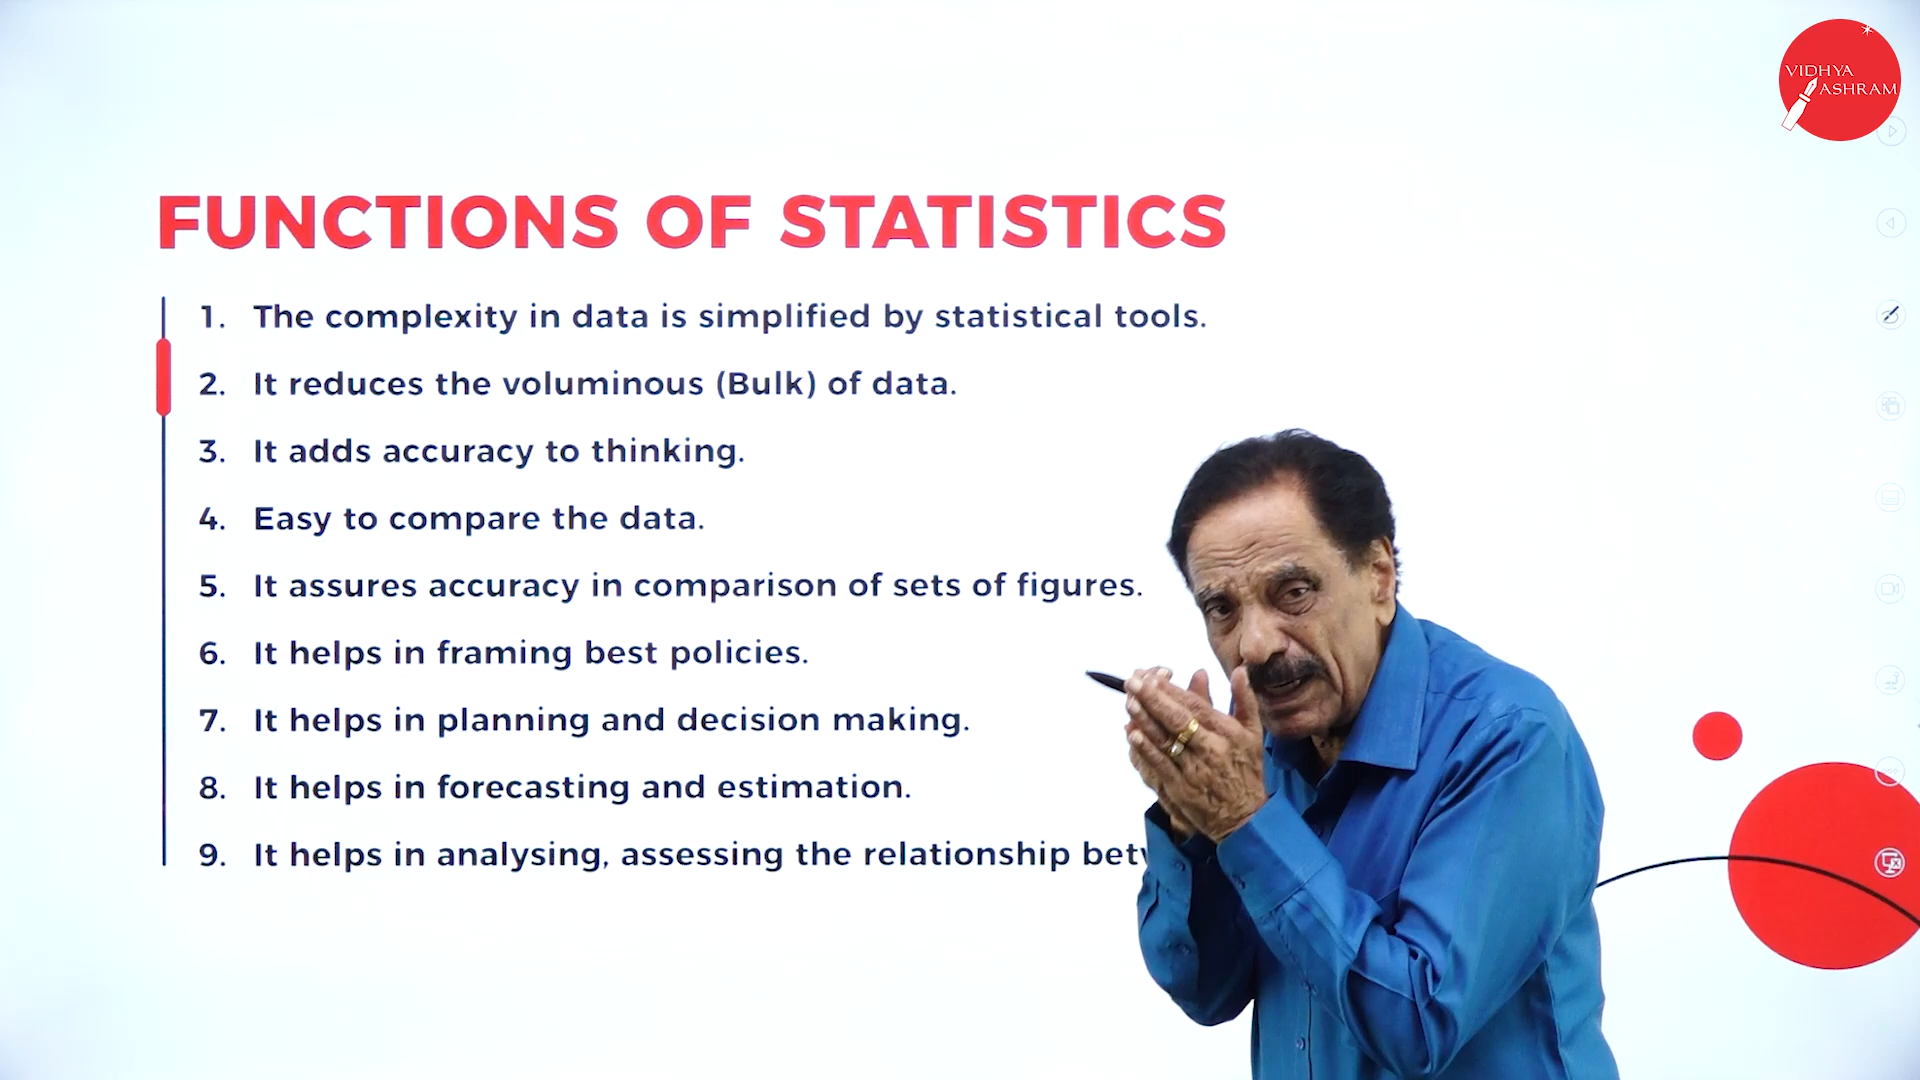 VIDHYA
ASHRAM
FUNCTIONS OF STATISTICS
1. The complexity in data is simplified by statistical tools.
2. It reduces the voluminous (Bulk) of data.
3. It adds accuracy to thinking.
4. Easy to compare the data.
5. It assures accuracy in comparison of sets of figures.
6. It helps in framing best policies.
7. It helps in planning and decision making.
8. It helps in forecasting and estimation.
9. It helps in analysing, assessing the relationship